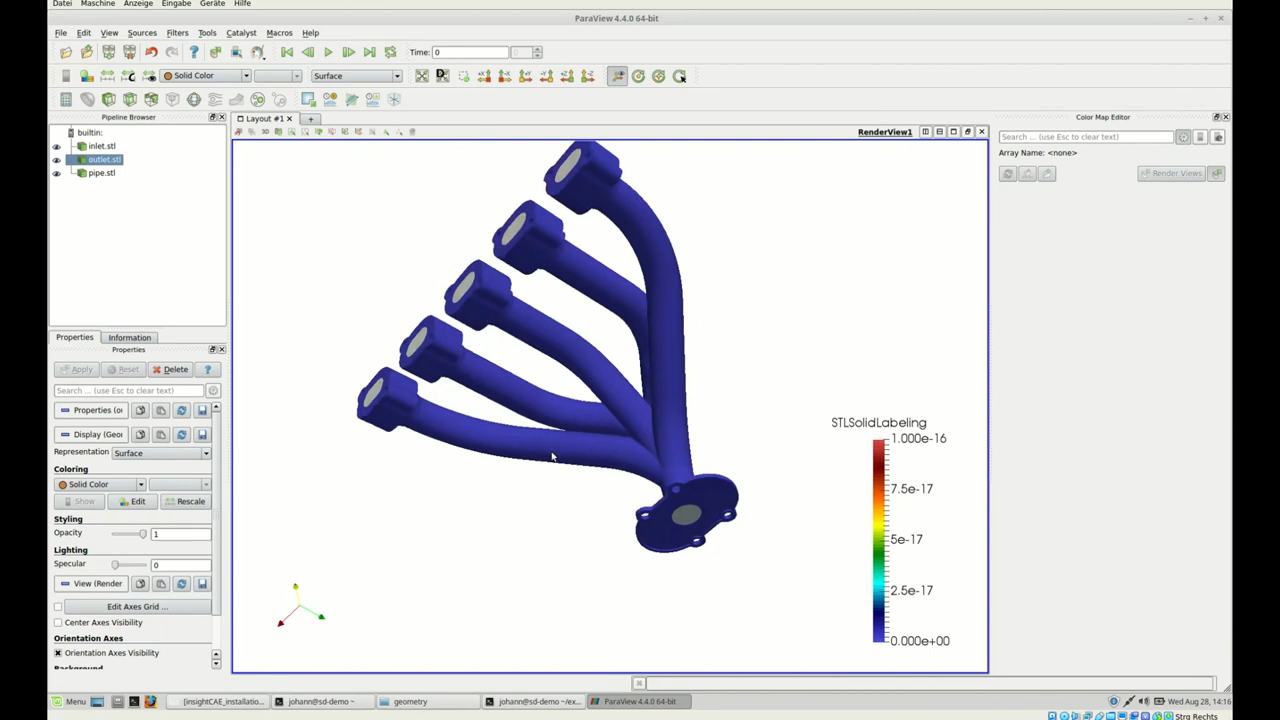 Datei Maschine Anzeige Eingabe Geräte Hilfe
ParaView 4.4.0 64-bit
File Edit View Sources Filters Tools Catalyst Macros Help
Time: 0 0
Solid Color Surface
Pipeline Browser
Layout #1
Color Map Editor
builtin:
RenderView1
Search ... (use Esc to clear text)
inlet.stl
outlet.stl
Array Name: <none>
pipe.stl
Render Views
STLSolidLabeling
1.000e-16
7.5e-17
5e-17
2.5e-17
0.000e+00
Properties Information
Properties
Apply Reset Delete ?
Search ... (use Esc to clear text)
Properties (o
Display (Geo
Representation Surface
Coloring
Solid Color
Show Edit Rescale
Styling
Opacity 1
Lighting
Specular 0
View (Render
Edit Axes Grid ...
Center Axes Visibility
Orientation Axes
Orientation Axes Visibility
Background
Menu [insightCAE_installatio... johann@sd-demo ~ geometry johann@sd-demo ~/ex... ParaView 4.4.0 64-bit Wed Aug 28, 14:16
Strg Rechts